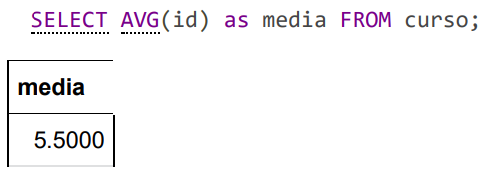 SELECT AVG(id) as media FROM curso;
media
5.5000